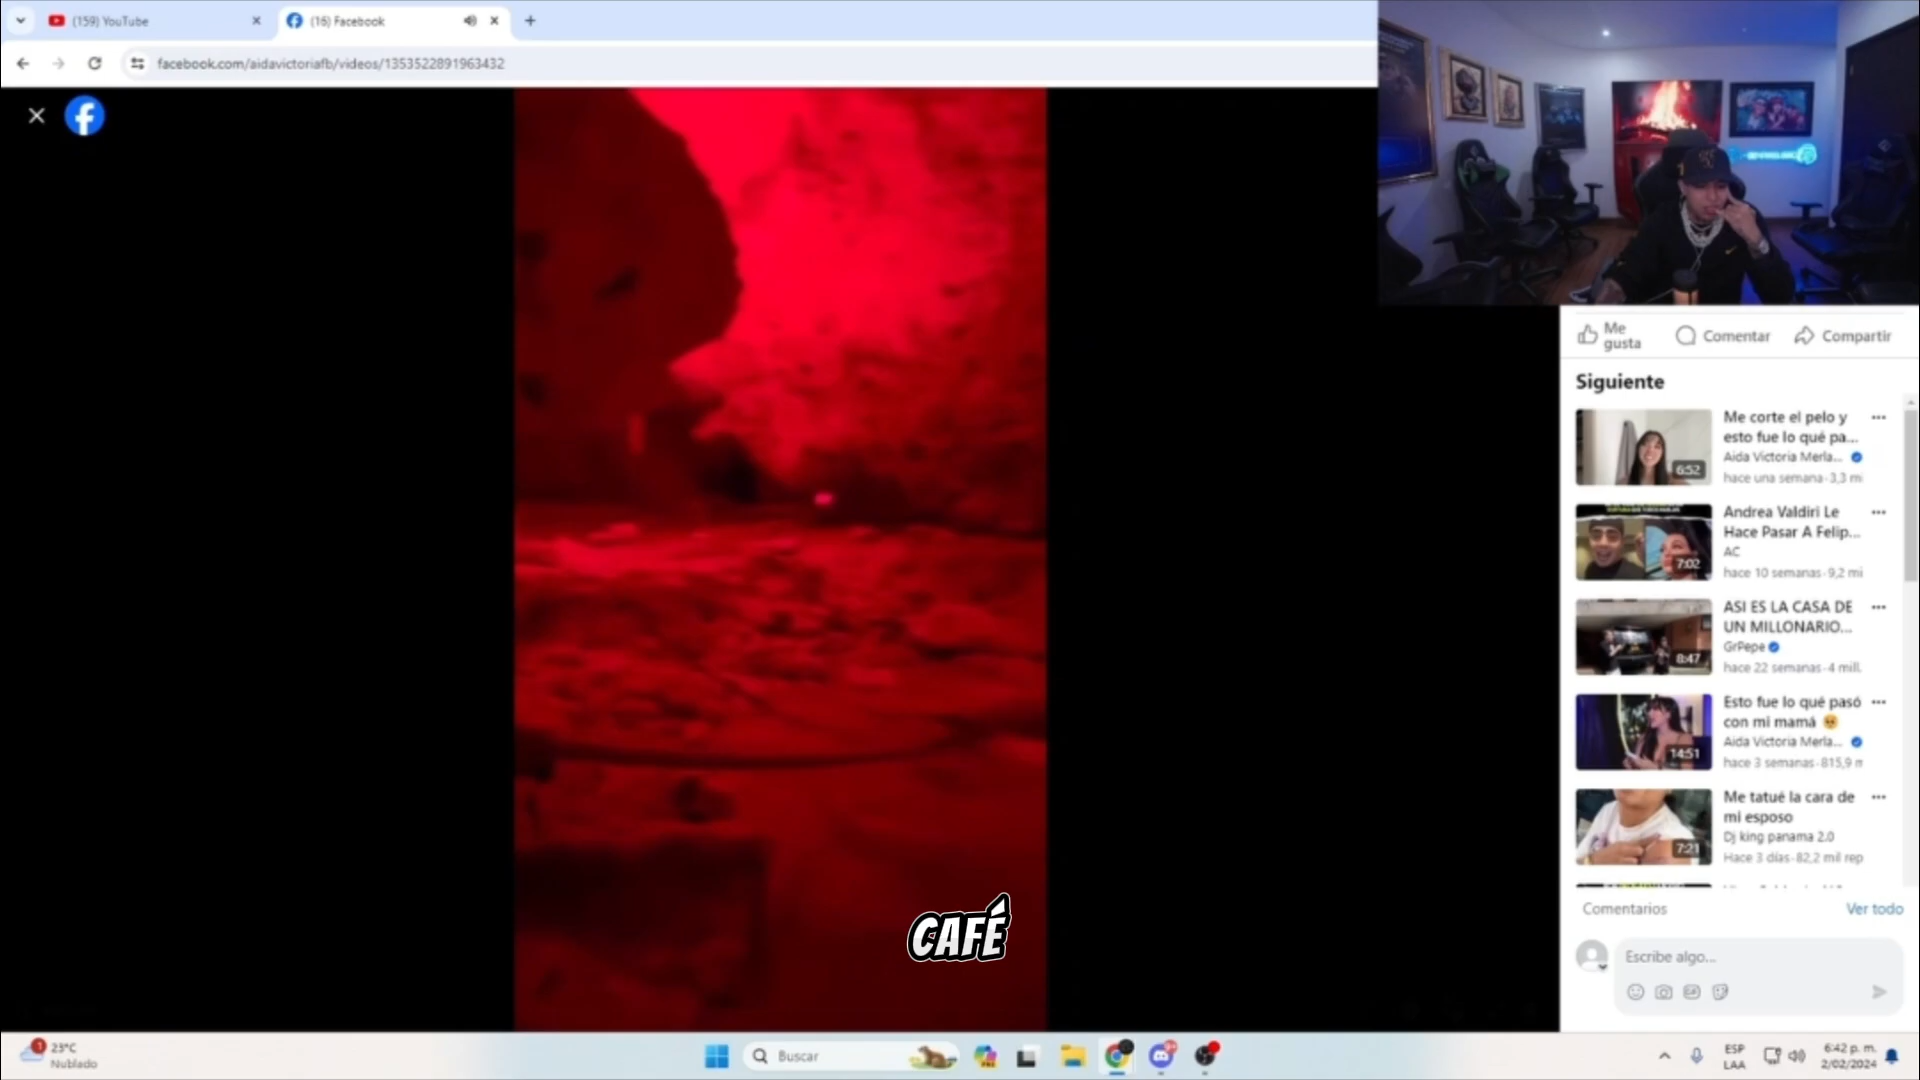 (159) YouTube
(16) Facebook
facebook.com/aidavictoriafb/videos/1353522891963432
Me gusta
Comentar
Compartir
Siguiente
Me corte el pelo y
esto fue lo qué pa...
Aida Victoria Merla...
hace una semana · 3,3 mi
6:52
Andrea Valdiri Le
Hace Pasar A Felip...
AC
hace 10 semanas · 9,2 mi
7:02
ASI ES LA CASA DE
UN MILLONARIO...
GrPepe
hace 22 semanas · 4 mill.
8:47
Esto fue lo qué pasó
con mi mamá
Aida Victoria Merla...
hace 3 semanas · 815,9 m
14:51
Me tatué la cara de
mi esposo
Dj king panama 2.0
Hace 3 días · 82,2 mil rep
7:21
CAFÉ
Comentarios
Ver todo
Escribe algo...
23°C
Nublado
Buscar
ESP
LAA
6:42 p. m.
2/02/2024